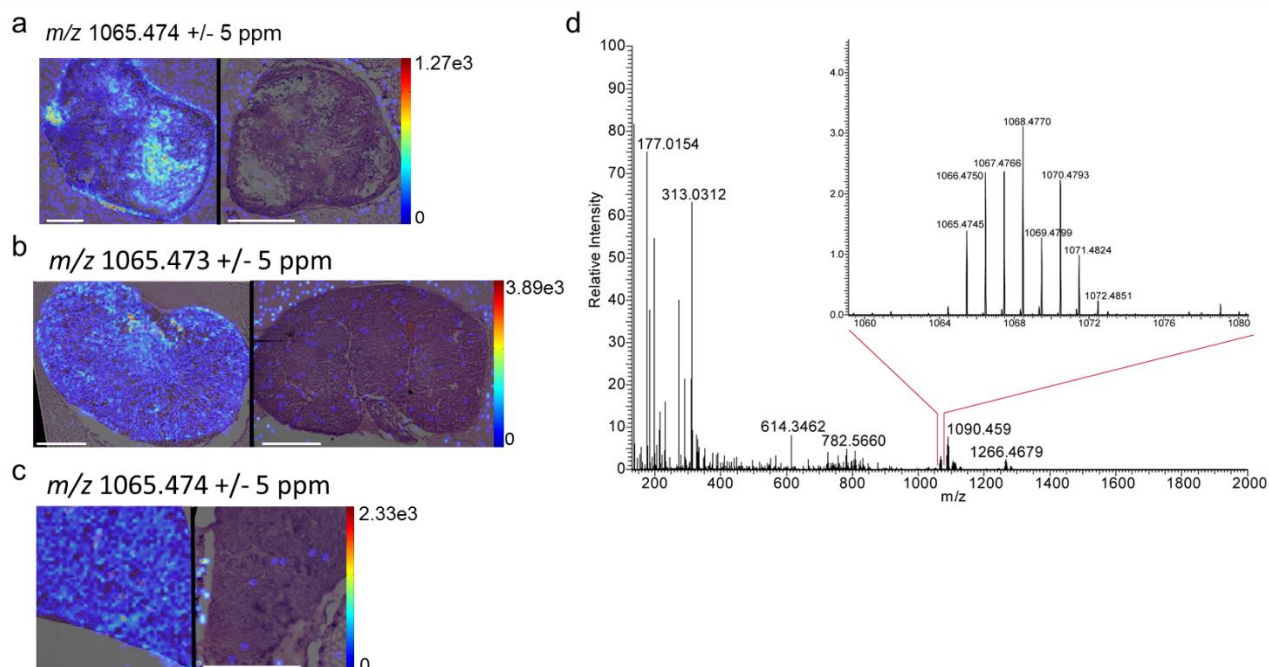 a
m/z 1065.474 +/- 5 ppm
1.27e3
0
b
m/z 1065.473 +/- 5 ppm
3.89e3
0
c
m/z 1065.474 +/- 5 ppm
2.33e3
0
d
100
90
80
70
60
50
40
30
20
10
0
Relative Intensity
177.0154
313.0312
614.3462
782.5660
1090.459
1266.4679
200 400 600 800 1000 1200 1400 1600 1800 2000
m/z
4.0
3.0
2.0
1.0
0.0
1068.4770
1067.4766
1066.4750
1070.4793
1065.4745
1069.4799
1071.4824
1072.4851
1060 1064 1068 1072 1076 1080